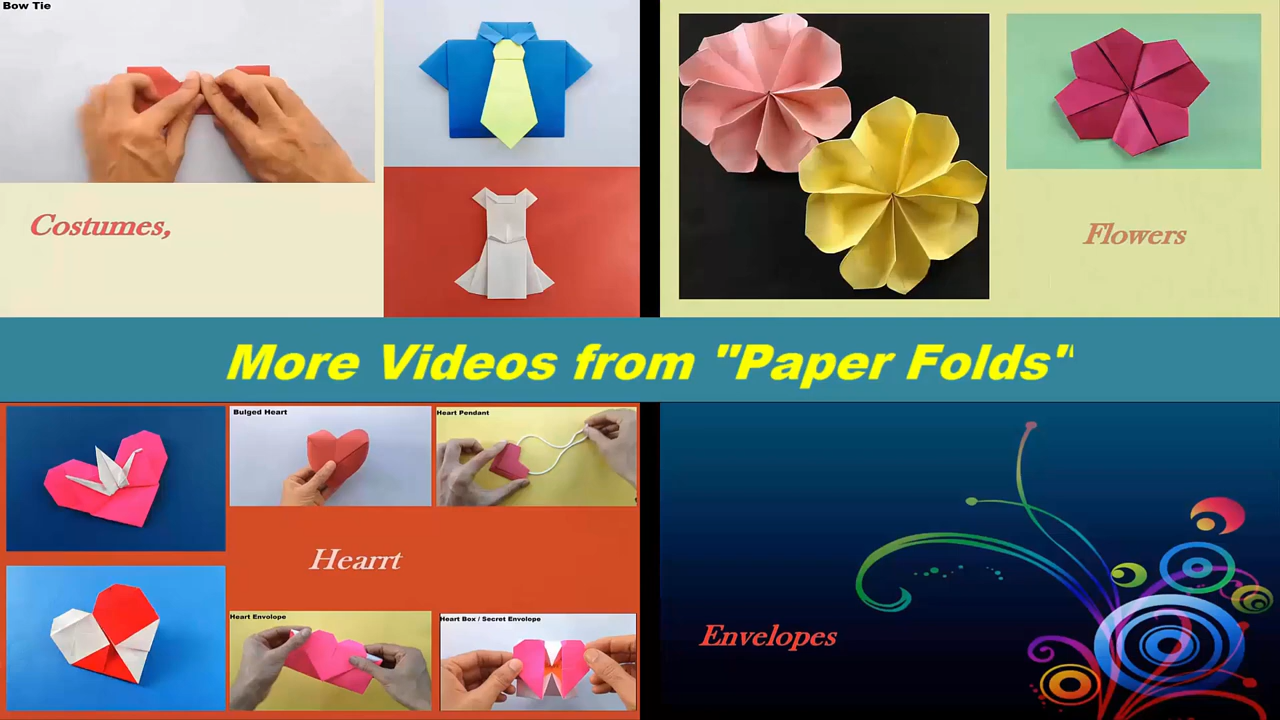 Bow Tie
Costumes,
Flowers
More Videos from "Paper Folds"
Bulged Heart
Heart Pendant
Hearrt
Heart Envelope
Heart Box / Secret Envelope
Envelopes